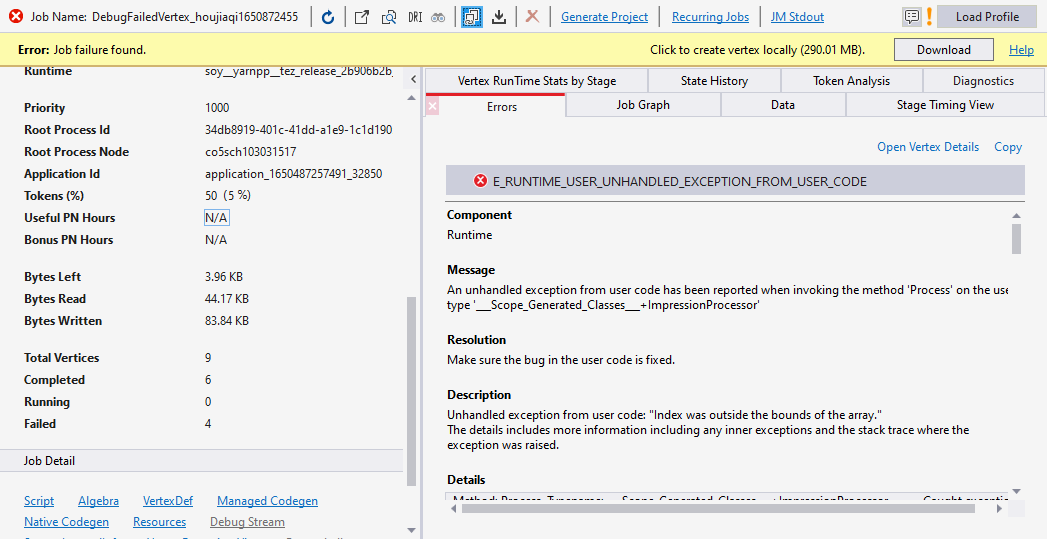 Job Name: DebugFailedVertex_houjiaqi1650872455 DRI Generate Project Recurring Jobs JM Stdout Load Profile
Error: Job failure found. Click to create vertex locally (290.01 MB). Download Help
Runtime soy__yarnpp__tez_release_2b906b2b
Priority 1000
Root Process Id 34db8919-401c-41dd-a1e9-1c1d190
Root Process Node co5sch103031517
Application Id application_1650487257491_32850
Tokens (%) 50 (5 %)
Useful PN Hours N/A
Bonus PN Hours N/A
Bytes Left 3.96 KB
Bytes Read 44.17 KB
Bytes Written 83.84 KB
Total Vertices 9
Completed 6
Running 0
Failed 4
Job Detail
Script Algebra VertexDef Managed Codegen
Native Codegen Resources Debug Stream
Vertex RunTime Stats by Stage State History Token Analysis Diagnostics
Errors Job Graph Data Stage Timing View
Open Vertex Details Copy
E_RUNTIME_USER_UNHANDLED_EXCEPTION_FROM_USER_CODE
Component
Runtime
Message
An unhandled exception from user code has been reported when invoking the method 'Process' on the use
type '___Scope_Generated_Classes___+ImpressionProcessor'
Resolution
Make sure the bug in the user code is fixed.
Description
Unhandled exception from user code: "Index was outside the bounds of the array."
The details includes more information including any inner exceptions and the stack trace where the
exception was raised.
Details